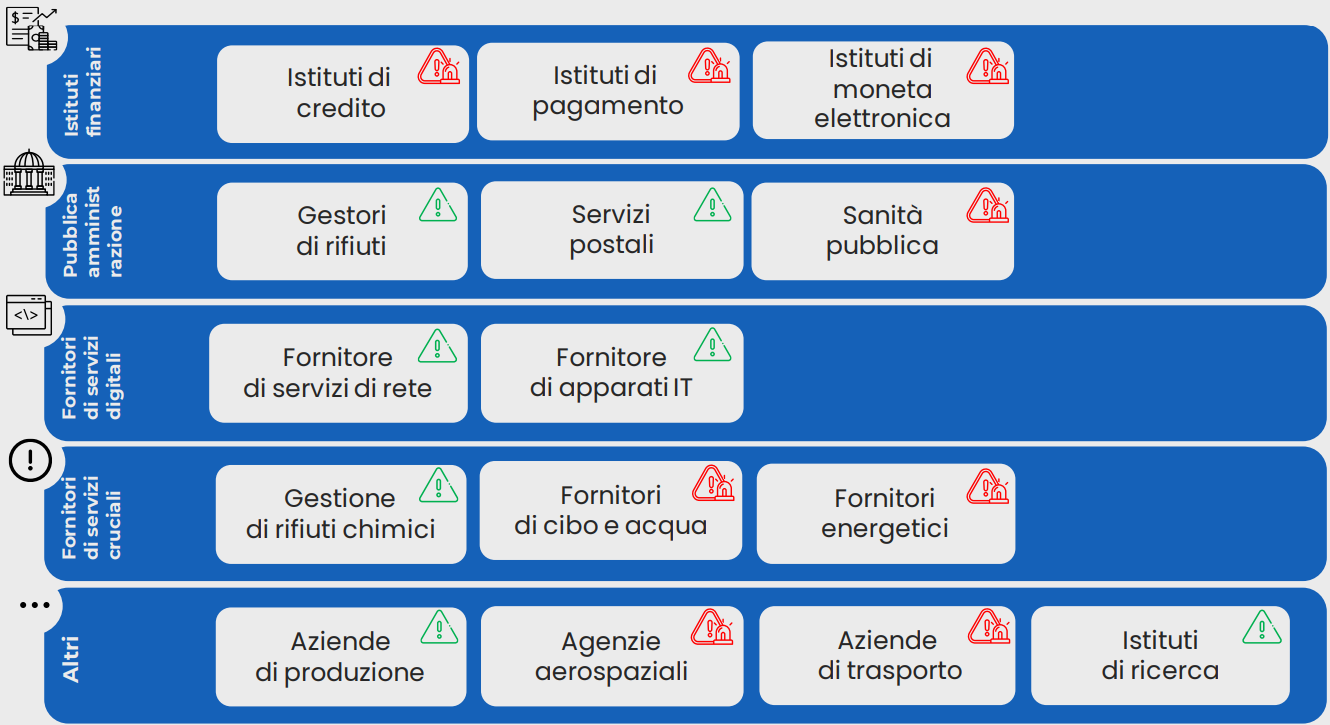 Istituti
finanziari
Istituti di
credito
Istituti di
pagamento
Istituti di
moneta
elettronica
Pubblica
amminist
razione
Gestori
di rifiuti
Servizi
postali
Sanità
pubblica
Fornitori
di servizi
digitali
Fornitore
di servizi di rete
Fornitore
di apparati IT
Fornitori
di servizi
cruciali
Gestione
di rifiuti chimici
Fornitori
di cibo e acqua
Fornitori
energetici
Altri
Aziende
di produzione
Agenzie
aerospaziali
Aziende
di trasporto
Istituti
di ricerca